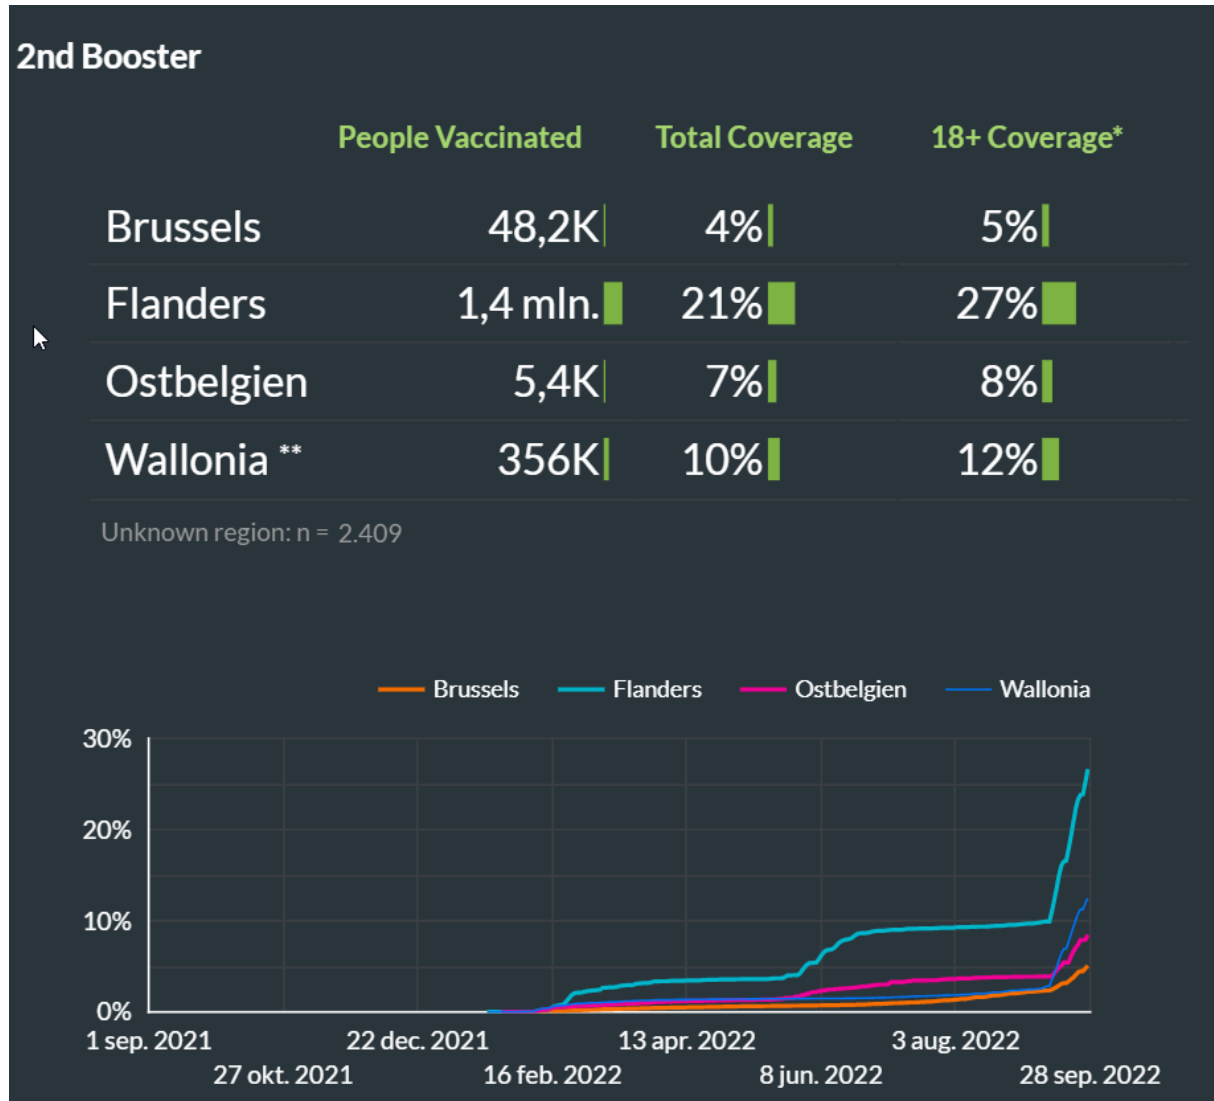 2nd Booster
People Vaccinated Total Coverage 18+ Coverage*
Brussels 48,2K 4% 5%
Flanders 1,4 mln. 21% 27%
Ostbelgien 5,4K 7% 8%
Wallonia ** 356K 10% 12%
Unknown region: n = 2.409
Brussels Flanders Ostbelgien Wallonia
30%
20%
10%
0%
1 sep. 2021 22 dec. 2021 13 apr. 2022 3 aug. 2022
27 okt. 2021 16 feb. 2022 8 jun. 2022 28 sep. 2022